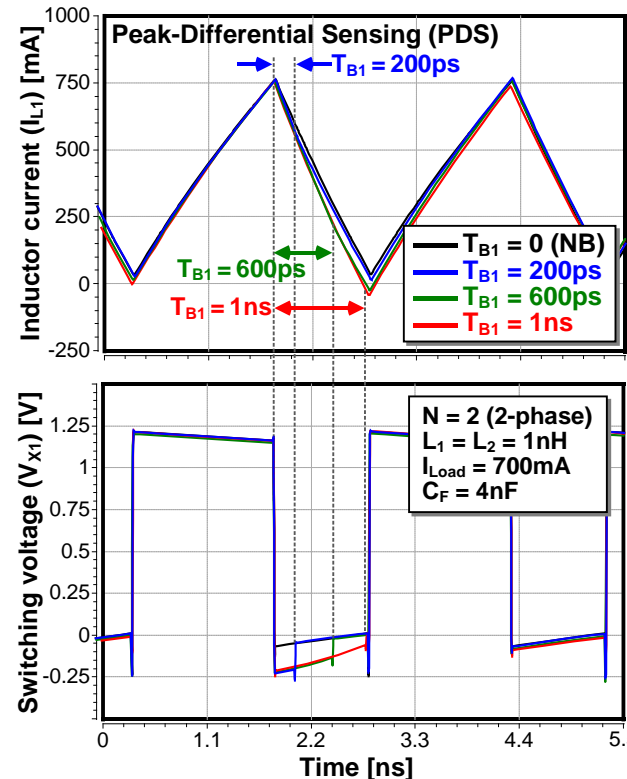 Peak-Differential Sensing (PDS)
T_B1 = 200ps
Inductor current (I_L1) [mA]
1000
750
500
250
0
-250
T_B1 = 600ps
T_B1 = 1ns
T_B1 = 0 (NB)
T_B1 = 200ps
T_B1 = 600ps
T_B1 = 1ns
Switching voltage (V_X1) [V]
1.25
1
0.75
0.5
0.25
0
-0.25
N = 2 (2-phase)
L_1 = L_2 = 1nH
I_Load = 700mA
C_F = 4nF
0 1.1 2.2 3.3 4.4 5.
Time [ns]